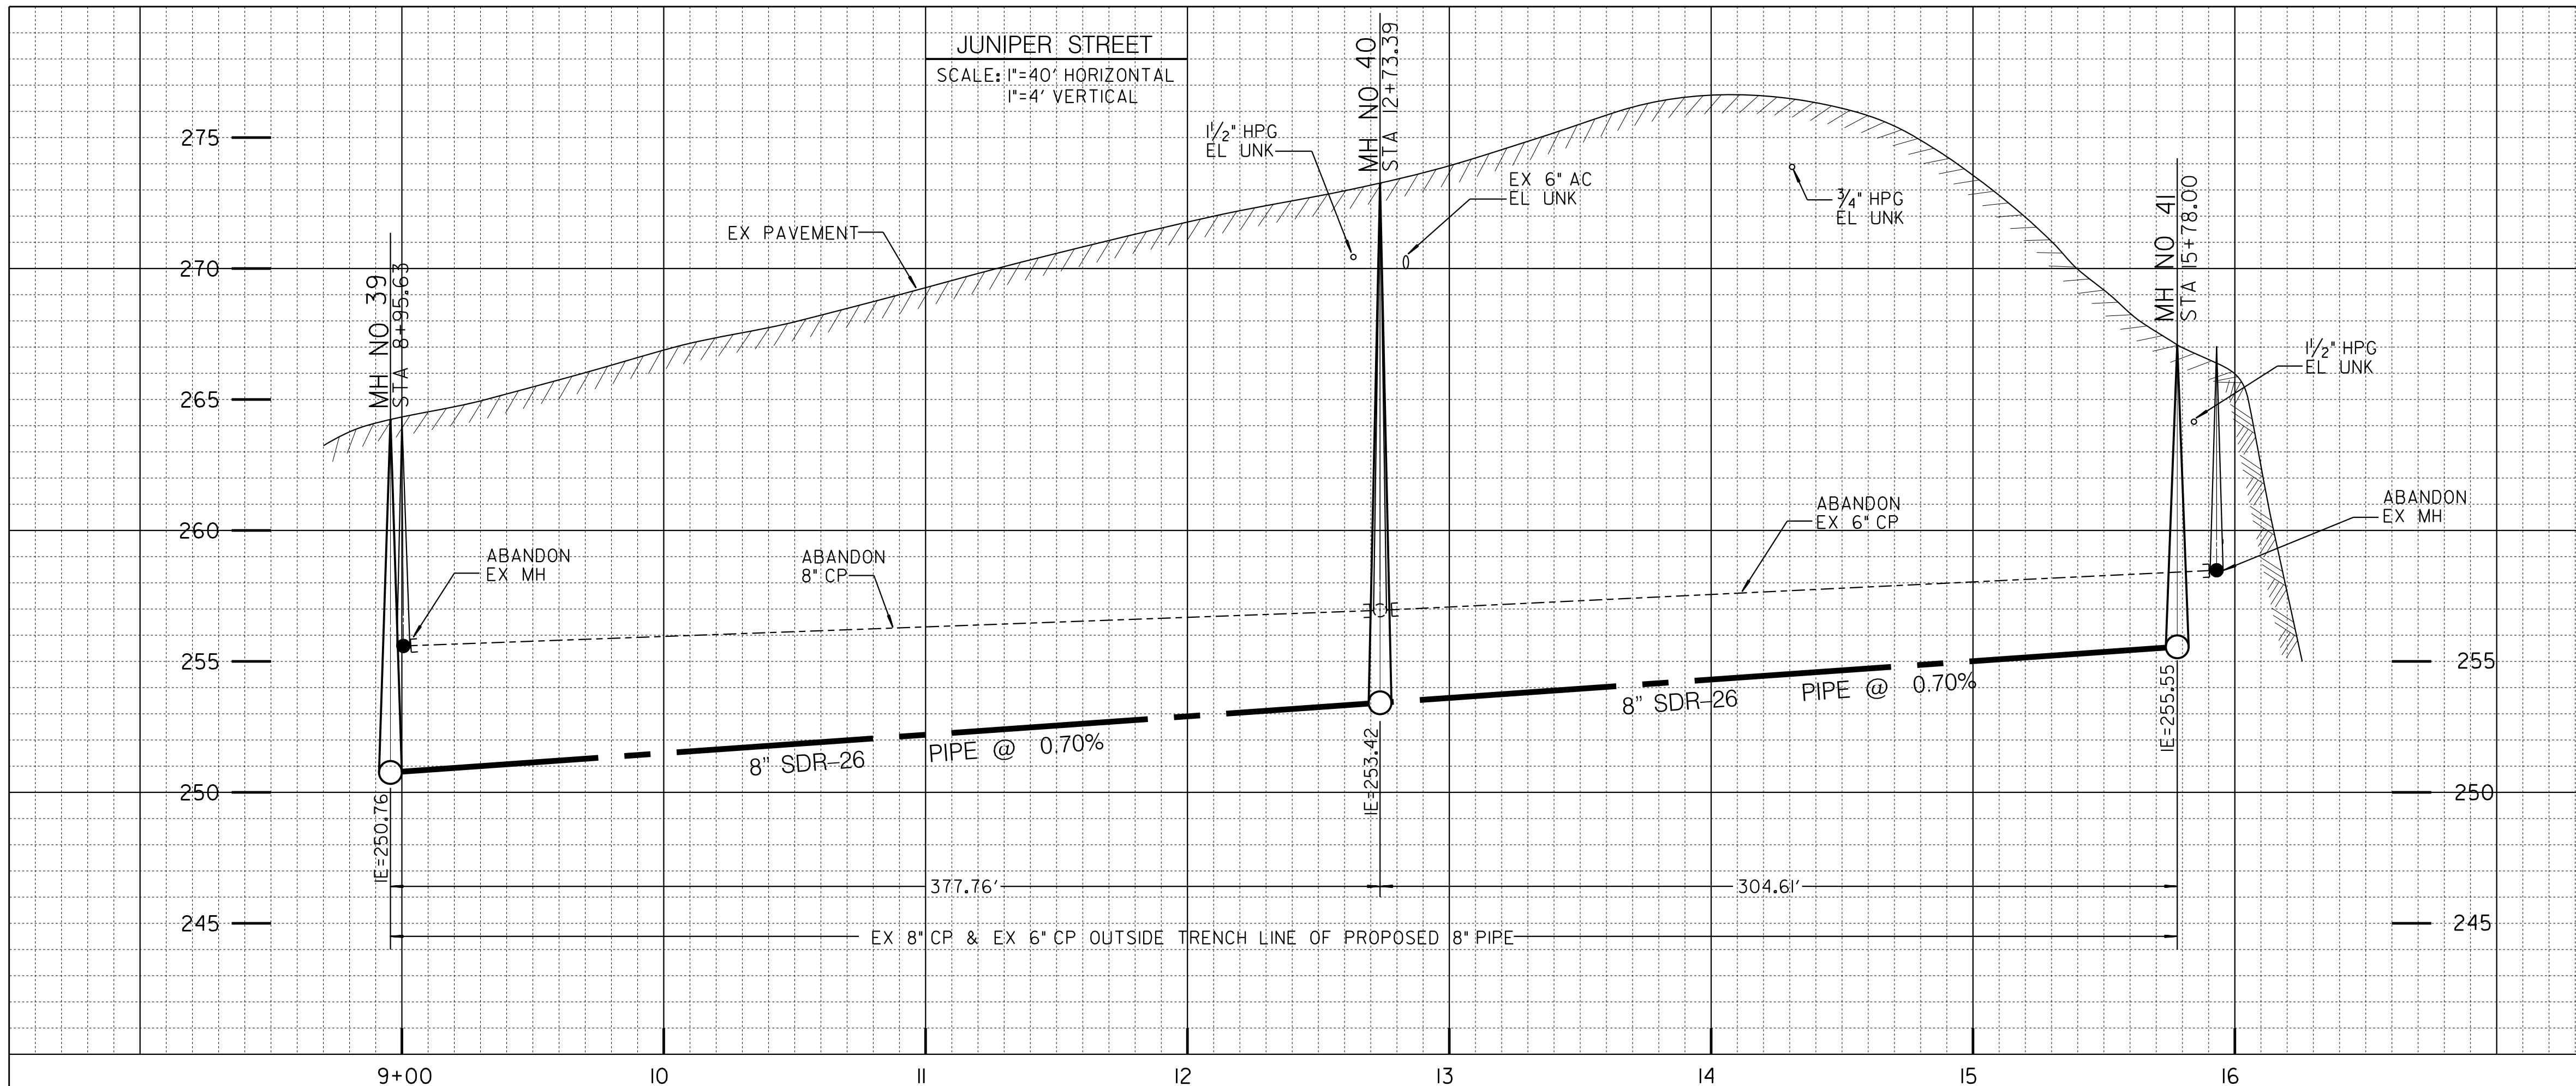 JUNIPER STREET
SCALE: 1"=40' HORIZONTAL
1"=4' VERTICAL
275
270
265
260
255
250
245
255
250
245
MH NO 39
STA 8+95.63
MH NO 40
STA 12+73.39
MH NO 41
STA 15+78.00
EX PAVEMENT
1 1/2" HPG
EL UNK
EX 6" AC
EL UNK
3/4" HPG
EL UNK
1 1/2" HPG
EL UNK
ABANDON
EX MH
ABANDON
8" CP
ABANDON
EX 6" CP
ABANDON
EX MH
8" SDR-26 PIPE @ 0.70%
8" SDR-26 PIPE @ 0.70%
IE=250.76
IE=253.42
IE=255.55
377.76'
304.61'
EX 8" CP & EX 6" CP OUTSIDE TRENCH LINE OF PROPOSED 8" PIPE
9+00 10 11 12 13 14 15 16